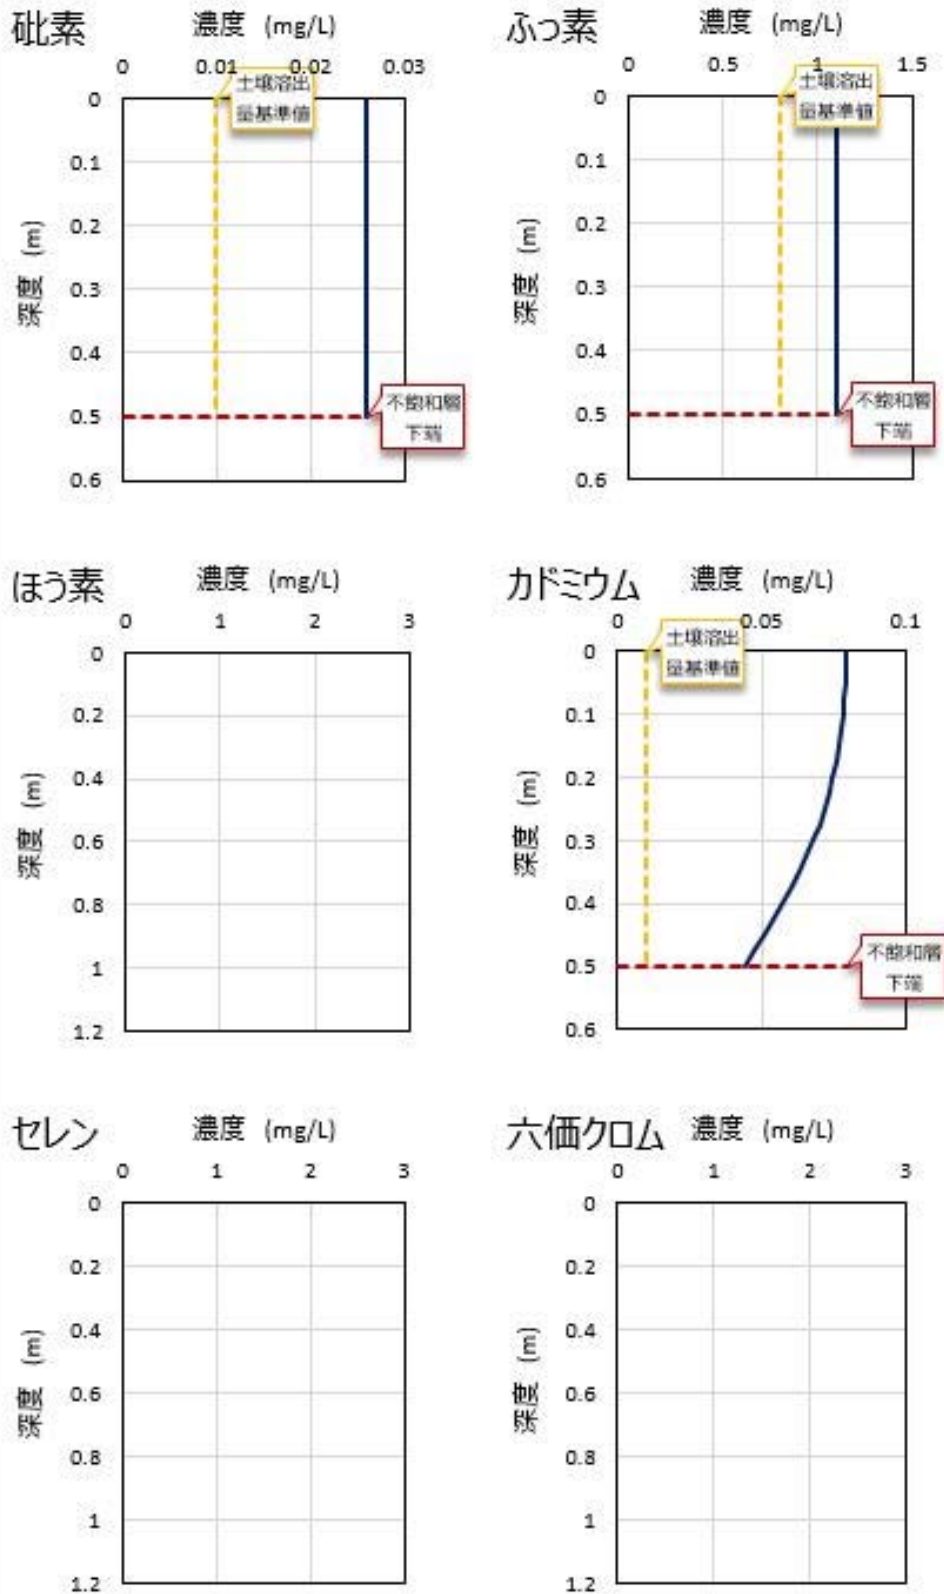 砒素 濃度 (mg/L)
0 0.01 0.02 0.03
土壌溶出
量基準値
0
0.1
0.2
0.3
0.4
0.5
0.6
深度 (m)
不飽和層
下端
ふっ素 濃度 (mg/L)
0 0.5 1 1.5
土壌溶出
量基準値
0
0.1
0.2
0.3
0.4
0.5
0.6
深度 (m)
不飽和層
下端
ほう素 濃度 (mg/L)
0 1 2 3
0
0.2
0.4
0.6
0.8
1
1.2
深度 (m)
カドミウム 濃度 (mg/L)
0 0.05 0.1
土壌溶出
量基準値
0
0.1
0.2
0.3
0.4
0.5
0.6
深度 (m)
不飽和層
下端
セレン 濃度 (mg/L)
0 1 2 3
0
0.2
0.4
0.6
0.8
1
1.2
深度 (m)
六価クロム 濃度 (mg/L)
0 1 2 3
0
0.2
0.4
0.6
0.8
1
1.2
深度 (m)